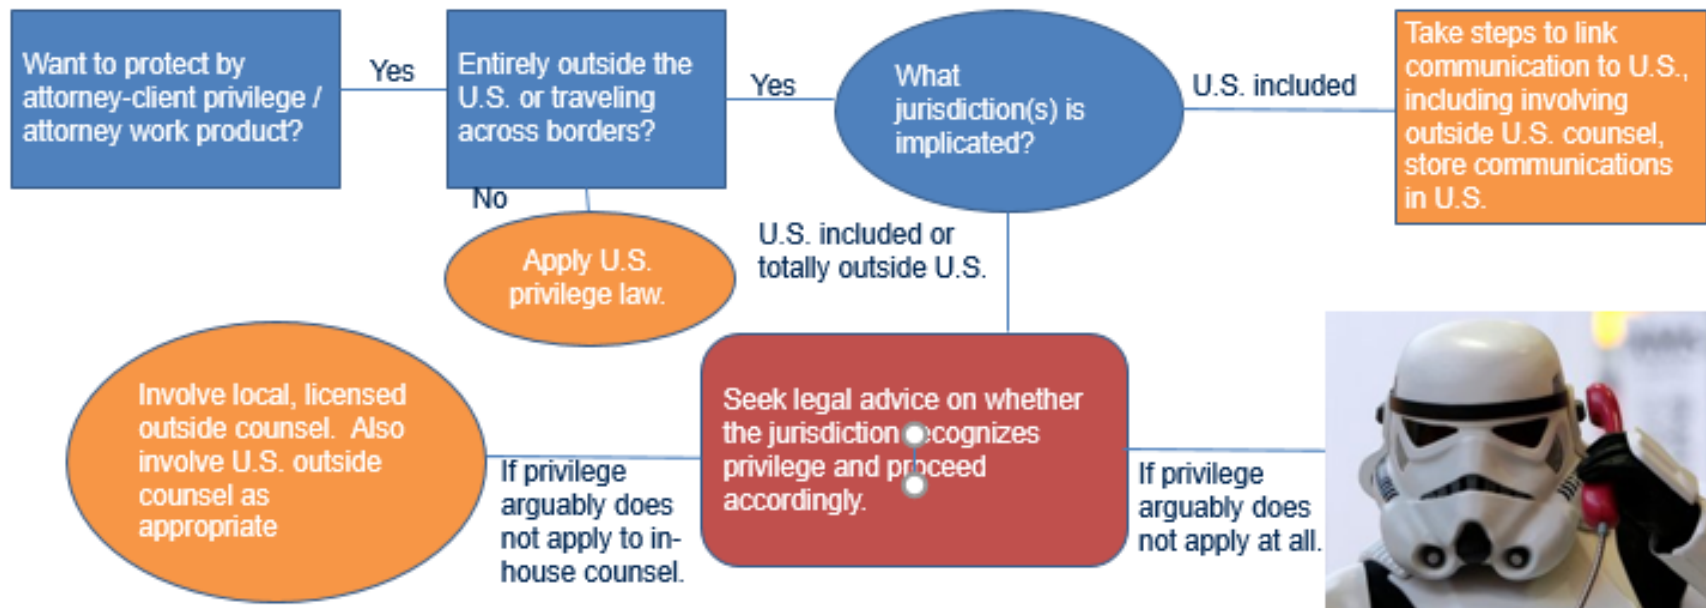 Want to protect by
attorney-client privilege /
attorney work product?
Yes
Entirely outside the
U.S. or traveling
across borders?
Yes
What
jurisdiction(s) is
implicated?
U.S. included
Take steps to link
communication to U.S.,
including involving
outside U.S. counsel,
store communications
in U.S.
No
Apply U.S.
privilege law.
U.S. included or
totally outside U.S.
Involve local, licensed
outside counsel. Also
involve U.S. outside
counsel as
appropriate
If privilege
arguably does
not apply to in-
house counsel.
Seek legal advice on whether
the jurisdiction recognizes
privilege and proceed
accordingly.
If privilege
arguably does
not apply at all.